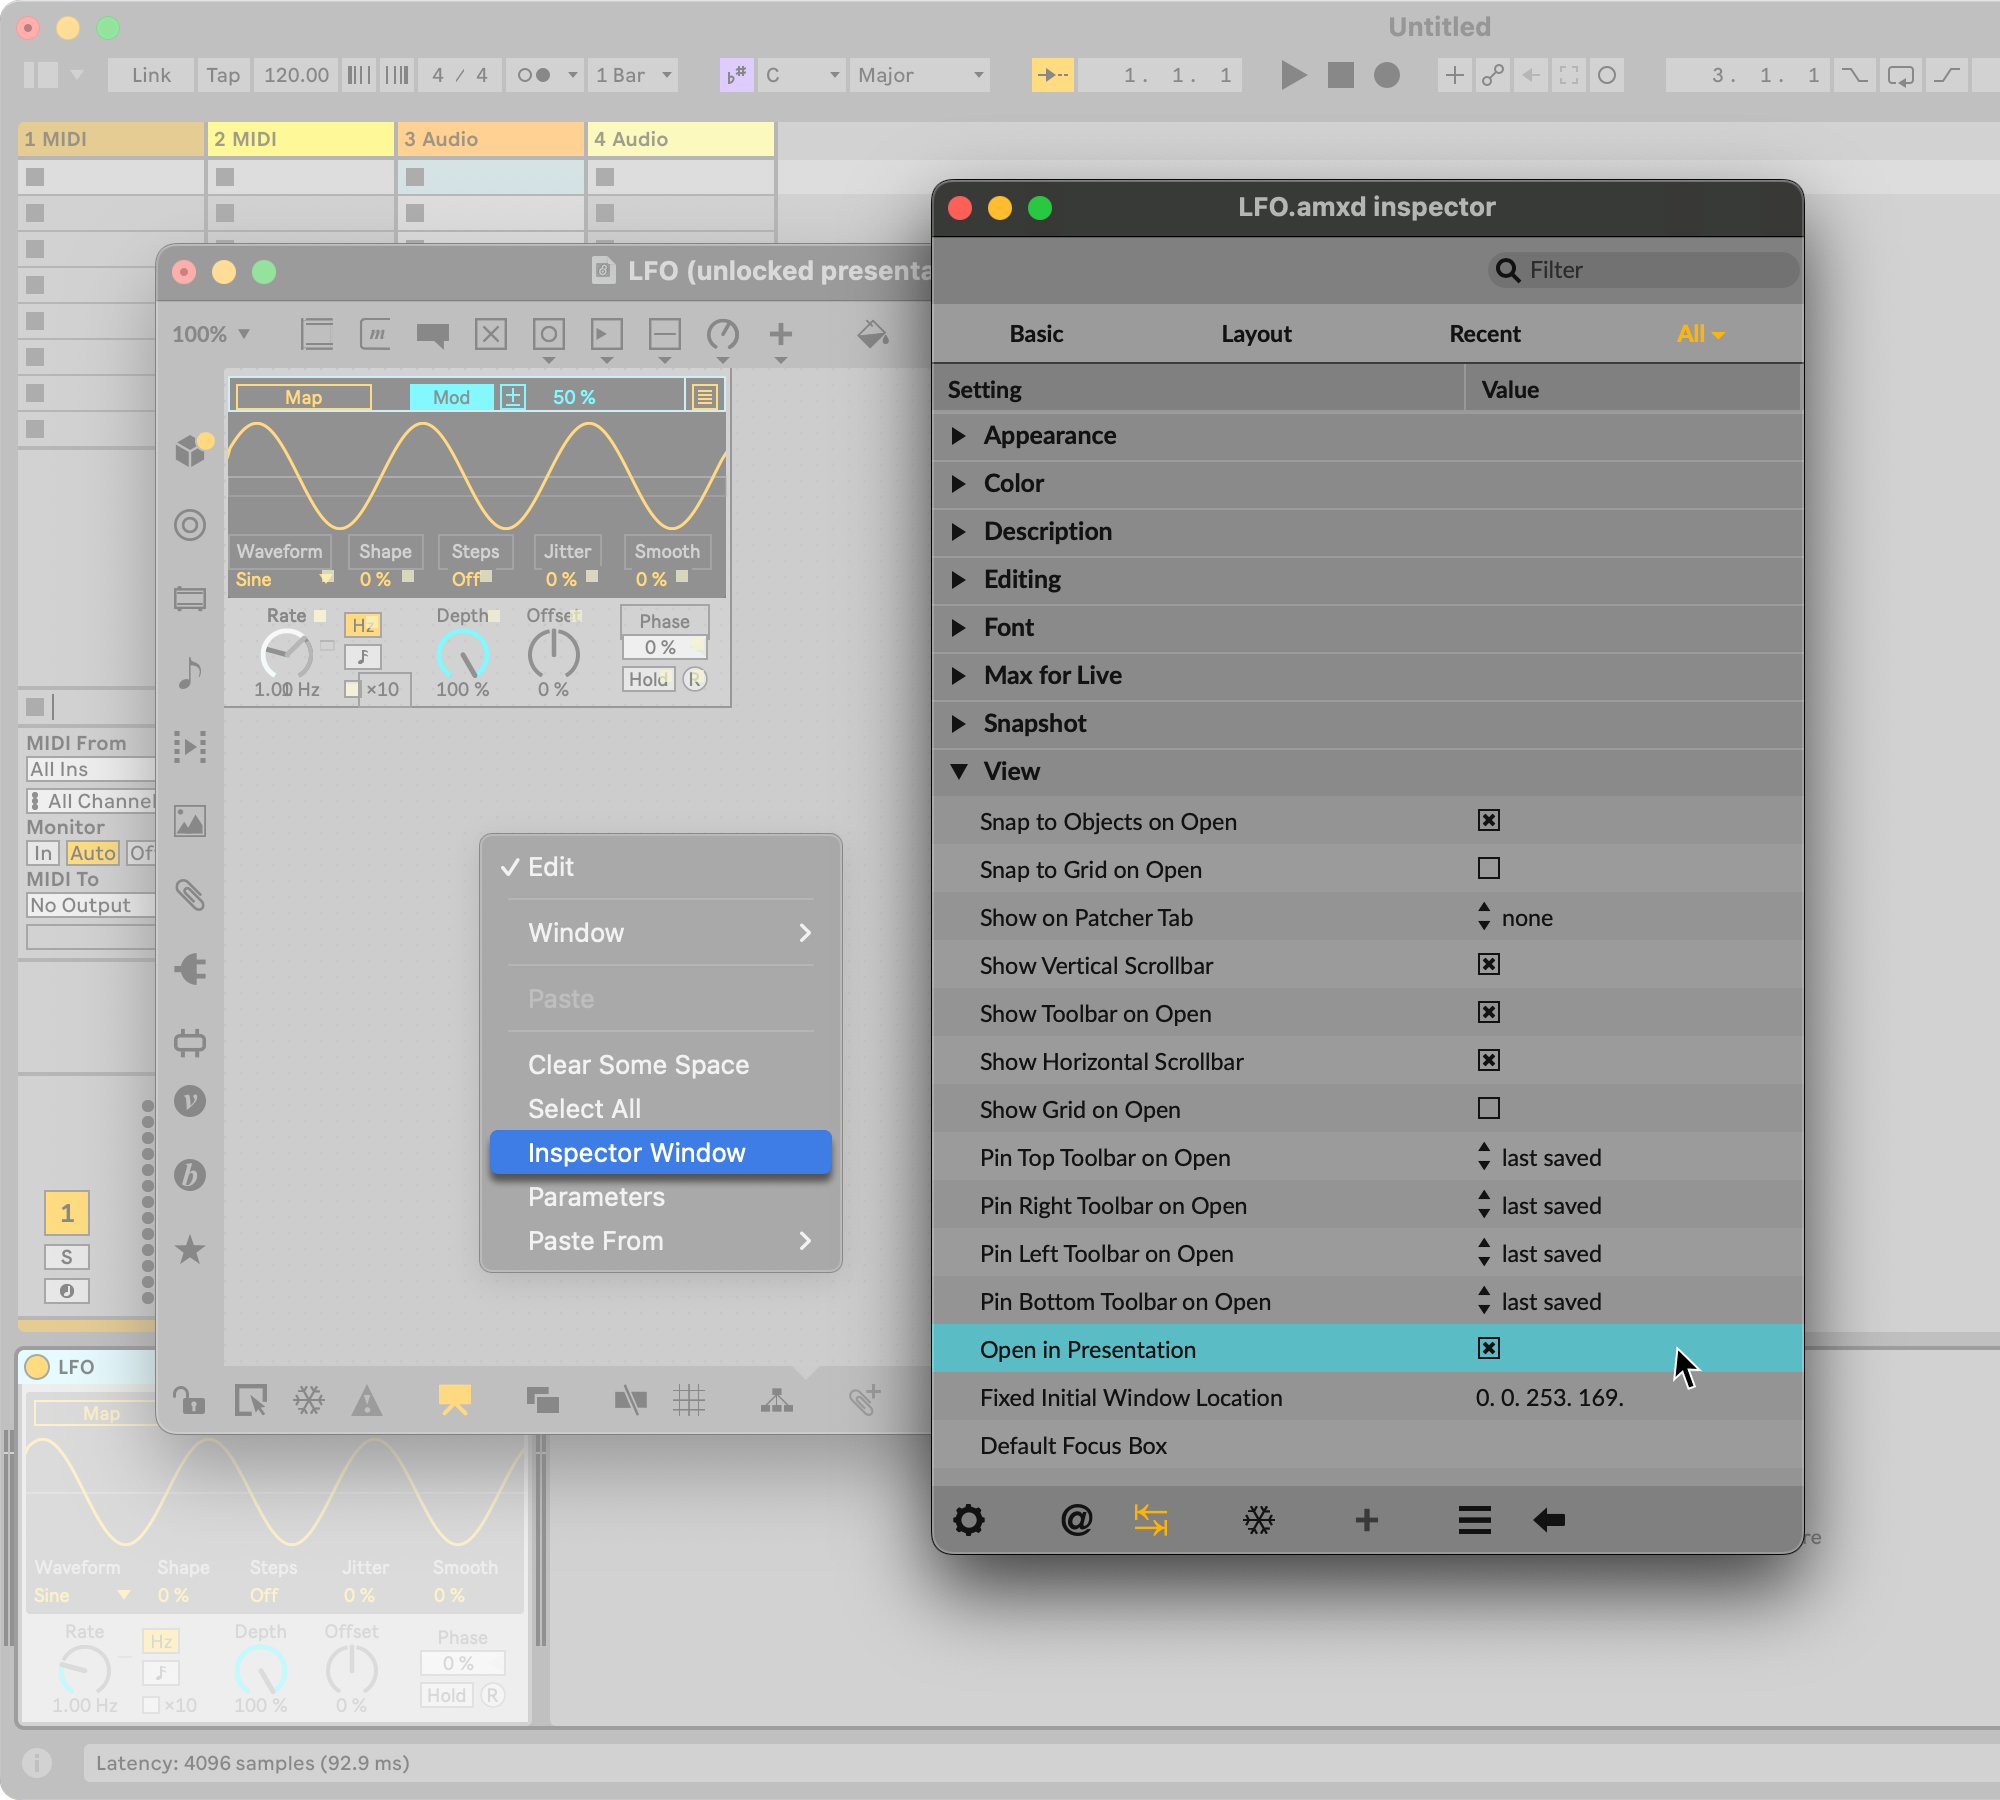 Untitled
Link
Tap
120.00
4 / 4
1 Bar
C
Major
1. 1. 1
3. 1. 1
1 MIDI
2 MIDI
3 Audio
4 Audio
MIDI From
All Ins
All Channel
Monitor
In
Auto
Of
MIDI To
No Output
1
S
LFO (unlocked presenta
100%
m
Map
Mod
50 %
Waveform
Shape
Steps
Jitter
Smooth
Sine
0 %
Off
0 %
0 %
Rate
Hz
Depth
Offset
Phase
0 %
1.00 Hz
×10
100 %
0 %
Hold
R
v
b
✓ Edit
Window
Paste
Clear Some Space
Select All
Inspector Window
Parameters
Paste From
LFO.amxd inspector
Filter
Basic
Layout
Recent
All
Setting
Value
Appearance
Color
Description
Editing
Font
Max for Live
Snapshot
View
Snap to Objects on Open
Snap to Grid on Open
Show on Patcher Tab
none
Show Vertical Scrollbar
Show Toolbar on Open
Show Horizontal Scrollbar
Show Grid on Open
Pin Top Toolbar on Open
last saved
Pin Right Toolbar on Open
last saved
Pin Left Toolbar on Open
last saved
Pin Bottom Toolbar on Open
last saved
Open in Presentation
Fixed Initial Window Location
0. 0. 253. 169.
Default Focus Box
@
re
LFO
Map
Waveform
Shape
Steps
Jitter
Smooth
Sine
0 %
Off
0 %
0 %
Rate
Hz
Depth
Offset
Phase
0 %
1.00 Hz
×10
100 %
0 %
Hold
R
Latency: 4096 samples (92.9 ms)